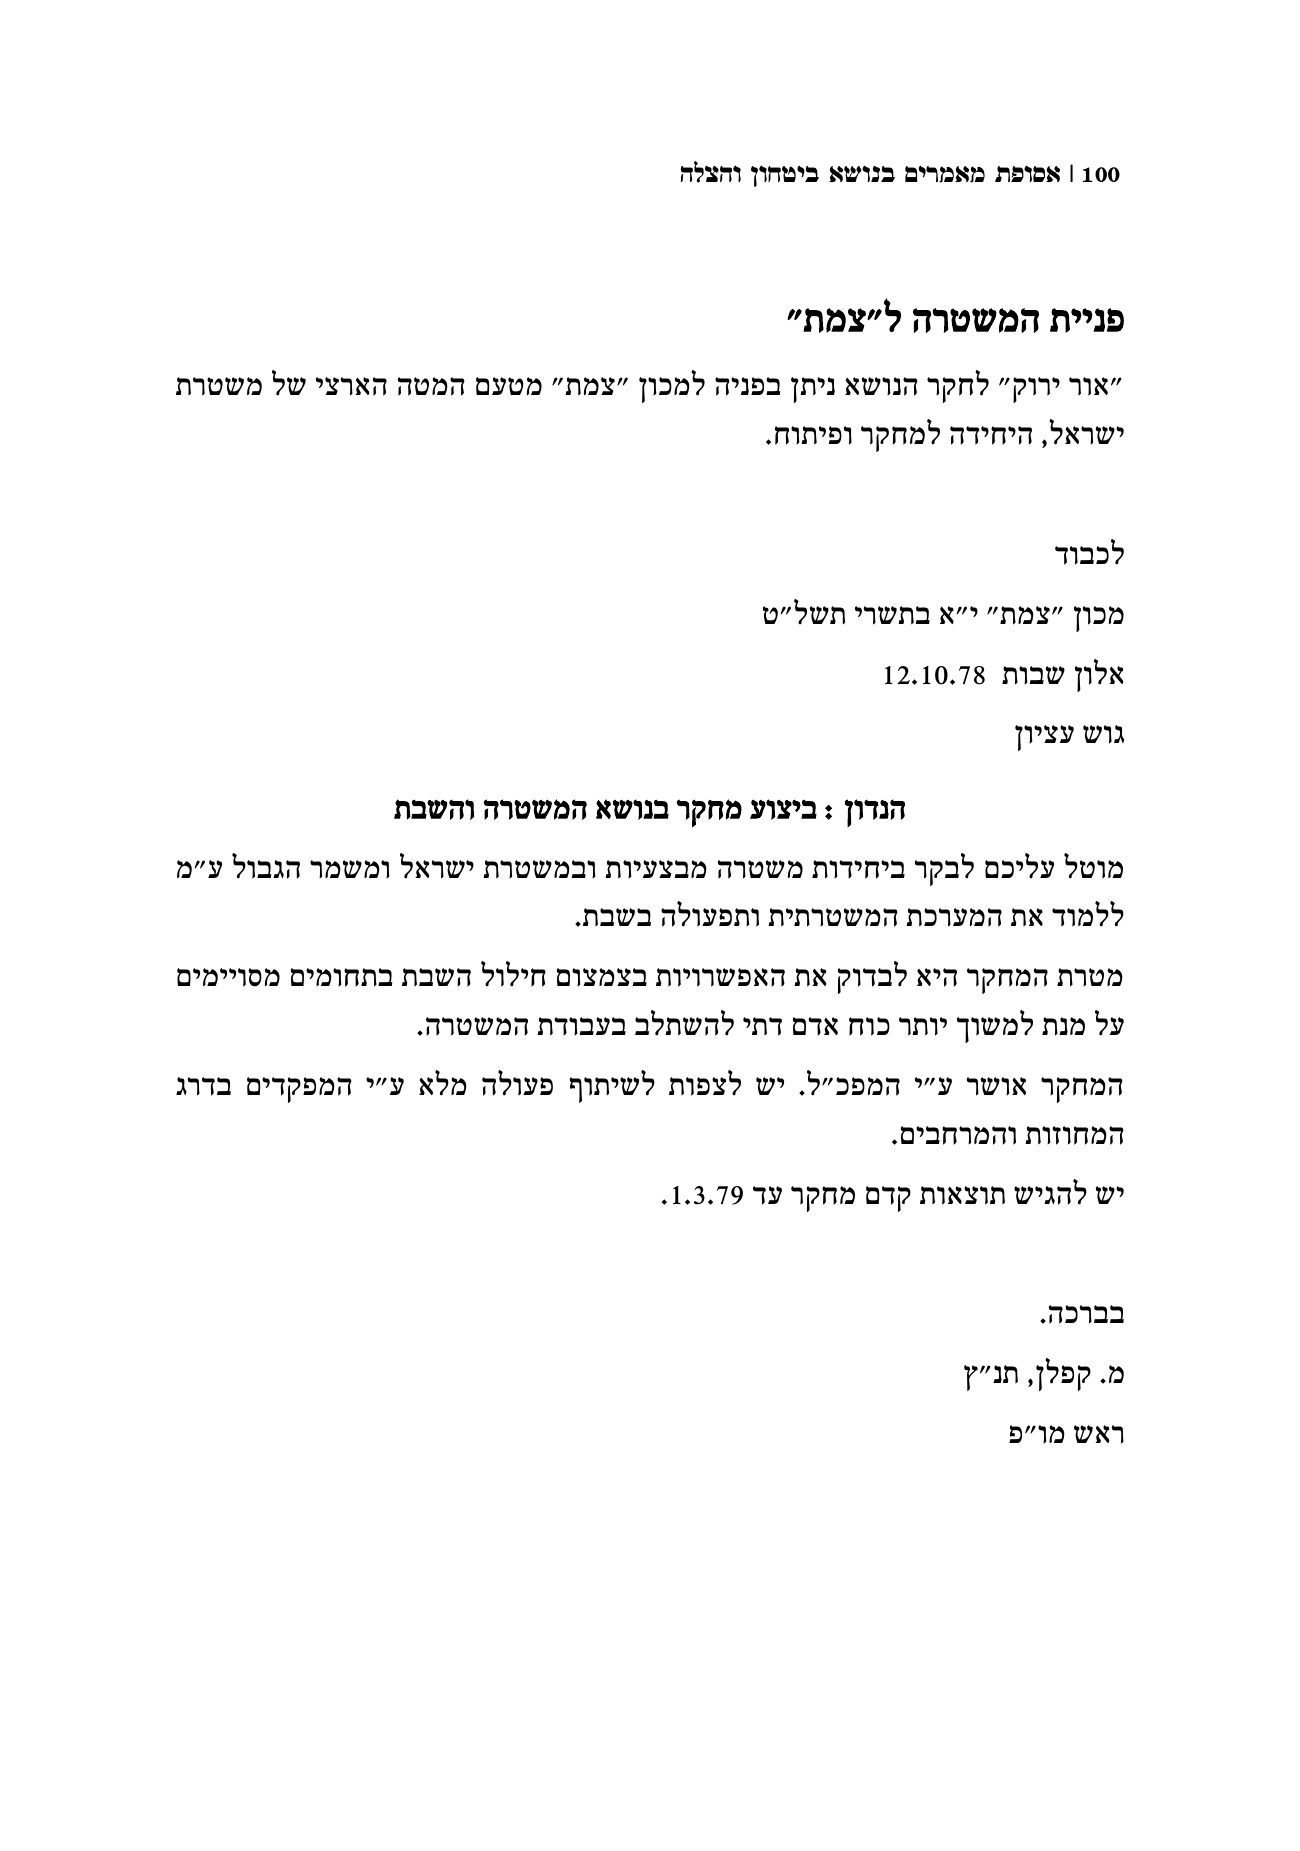 100 | אסופת מאמרים בנושא ביטחון והצלה
פניית המשטרה ל״צמת״
״אור ירוק״ לחקר הנושא ניתן בפניה למכון ״צמת״ מטעם המטה הארצי של משטרת
ישראל, היחידה למחקר ופיתוח.
לכבוד
מכון ״צמת״ י״א בתשרי תשל״ט
אלון שבות 12.10.78
גוש עציון
הנדון : ביצוע מחקר בנושא המשטרה והשבת
מוטל עליכם לבקר ביחידות משטרה מבצעיות ובמשטרת ישראל ומשמר הגבול ע״מ
ללמוד את המערכת המשטרתית ותפעולה בשבת.
מטרת המחקר היא לבדוק את האפשרויות בצמצום חילול השבת בתחומים מסויימים
על מנת למשוך יותר כוח אדם דתי להשתלב בעבודת המשטרה.
המחקר אושר ע״י המפכ״ל. יש לצפות לשיתוף פעולה מלא ע״י המפקדים בדרג
המחוזות והמרחבים.
יש להגיש תוצאות קדם מחקר עד 1.3.79.
בברכה.
מ. קפלן, תנ״ץ
ראש מו״פ